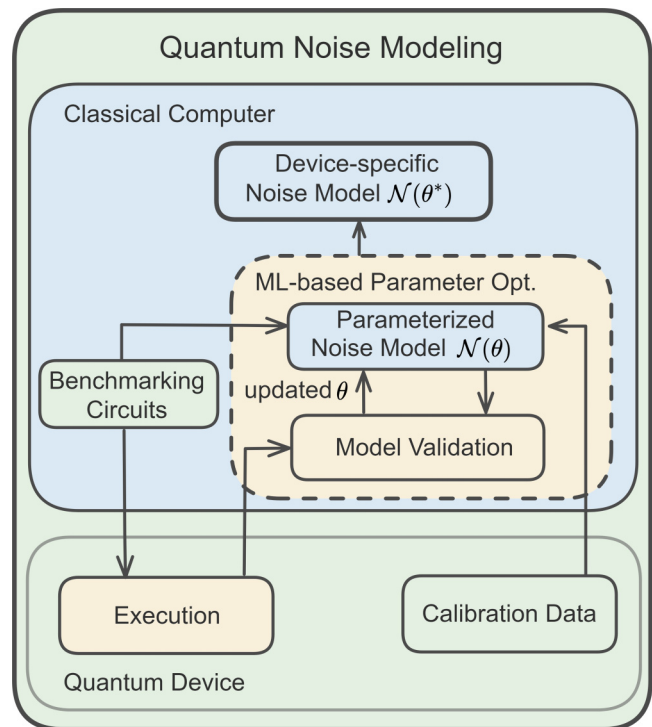 Quantum Noise Modeling
Classical Computer
Device-specific
Noise Model 𝒩(θ*)
ML-based Parameter Opt.
Parameterized
Noise Model 𝒩(θ)
Benchmarking
Circuits
updated θ
Model Validation
Execution
Calibration Data
Quantum Device